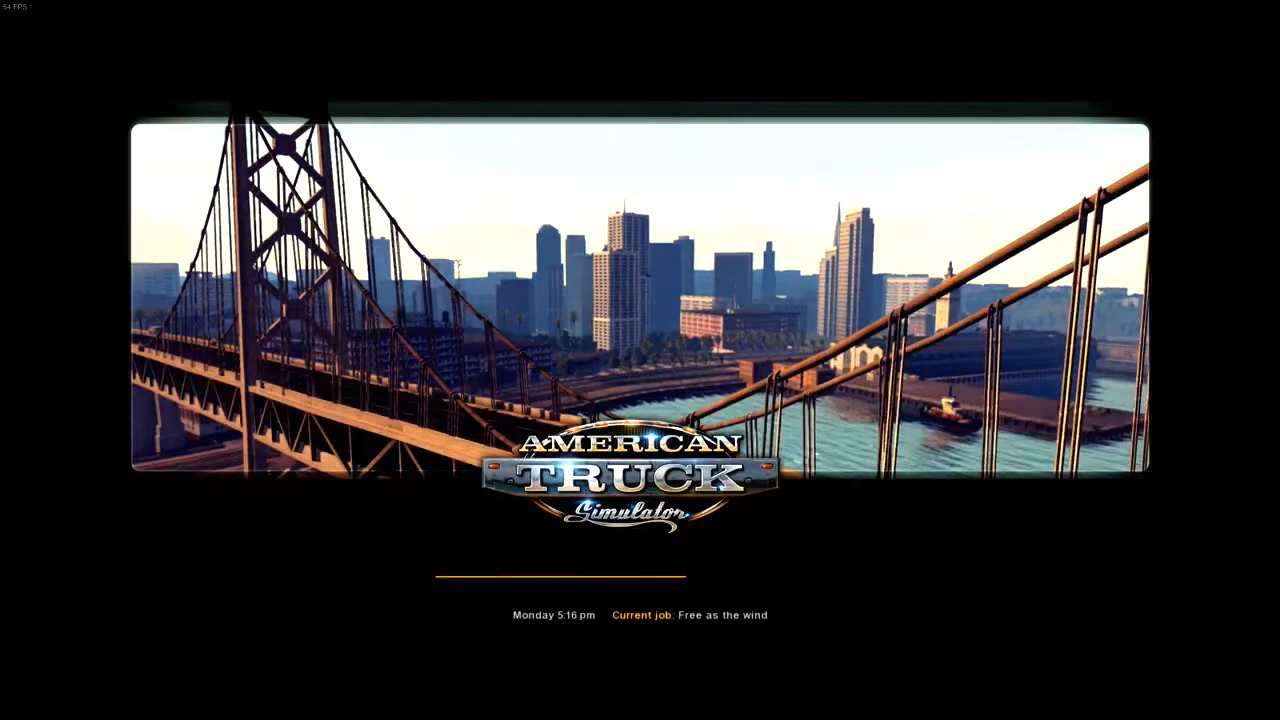 54 FPS
AMERICAN
TRUCK
Simulator
Monday 5:16 pm Current job: Free as the wind